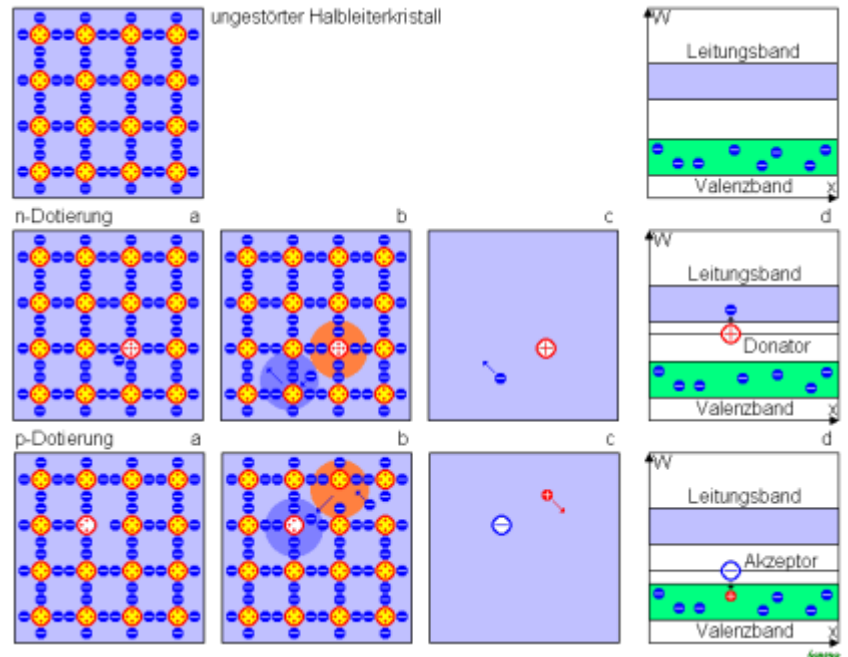 ungestörter Halbleiterkristall
W
Leitungsband
Valenzband
x
n-Dotierung a b c d
W
Leitungsband
Donator
Valenzband
x
p-Dotierung a b c d
W
Leitungsband
Akzeptor
Valenzband
x